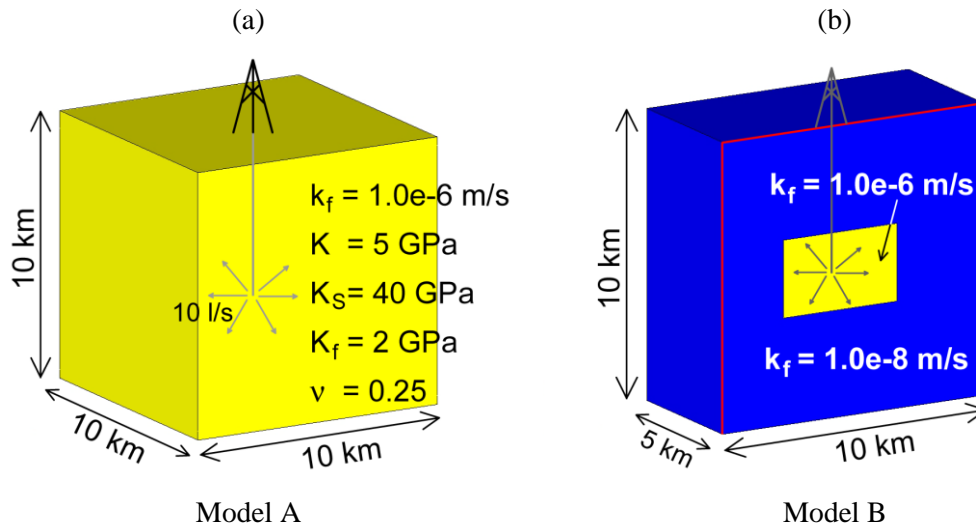 (a)
(b)
10 km
10 l/s
k_f = 1.0e-6 m/s
K = 5 GPa
K_S= 40 GPa
K_f = 2 GPa
ν = 0.25
10 km
10 km
10 km
k_f = 1.0e-6 m/s
k_f = 1.0e-8 m/s
5 km
10 km
Model A
Model B